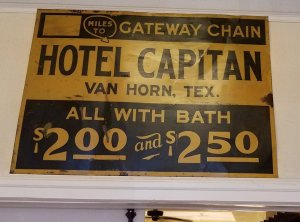 MILES TO GATEWAY CHAIN
HOTEL CAPITAN
VAN HORN, TEX.
ALL WITH BATH
$2.00 and $2.50